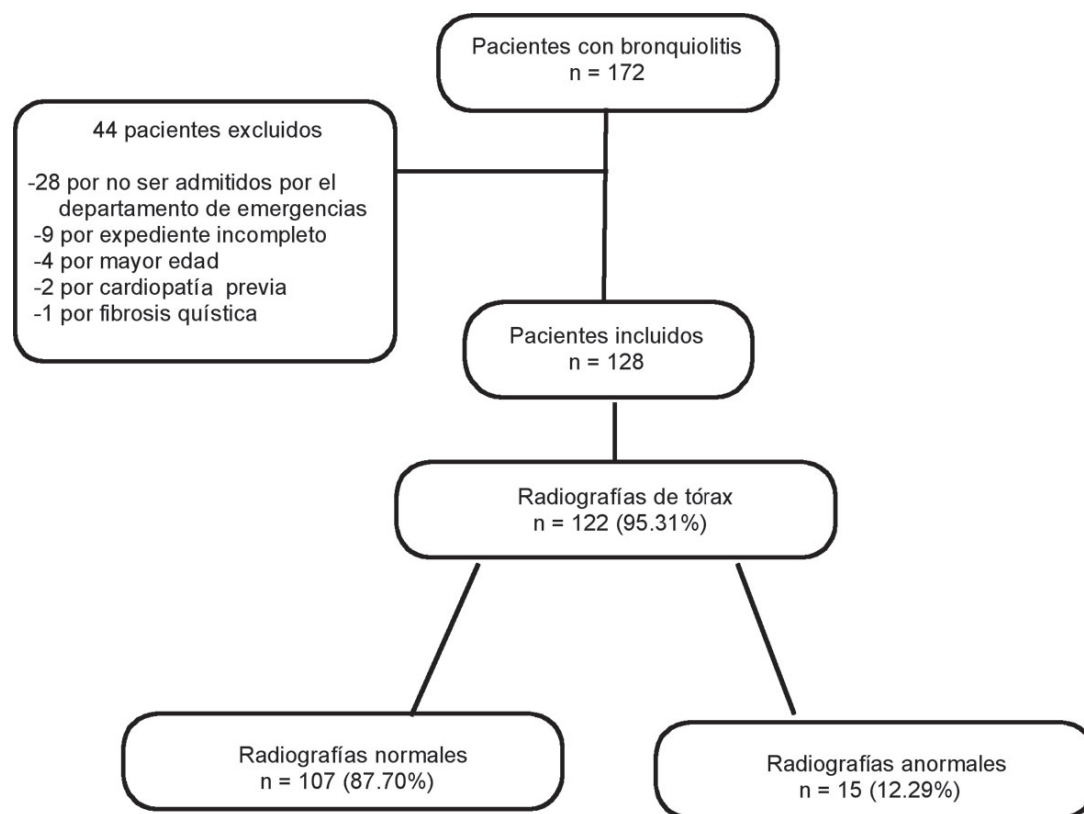 Pacientes con bronquiolitis
n = 172
44 pacientes excluidos
-28 por no ser admitidos por el
departamento de emergencias
-9 por expediente incompleto
-4 por mayor edad
-2 por cardiopatía previa
-1 por fibrosis quística
Pacientes incluidos
n = 128
Radiografías de tórax
n = 122 (95.31%)
Radiografías normales
n = 107 (87.70%)
Radiografías anormales
n = 15 (12.29%)